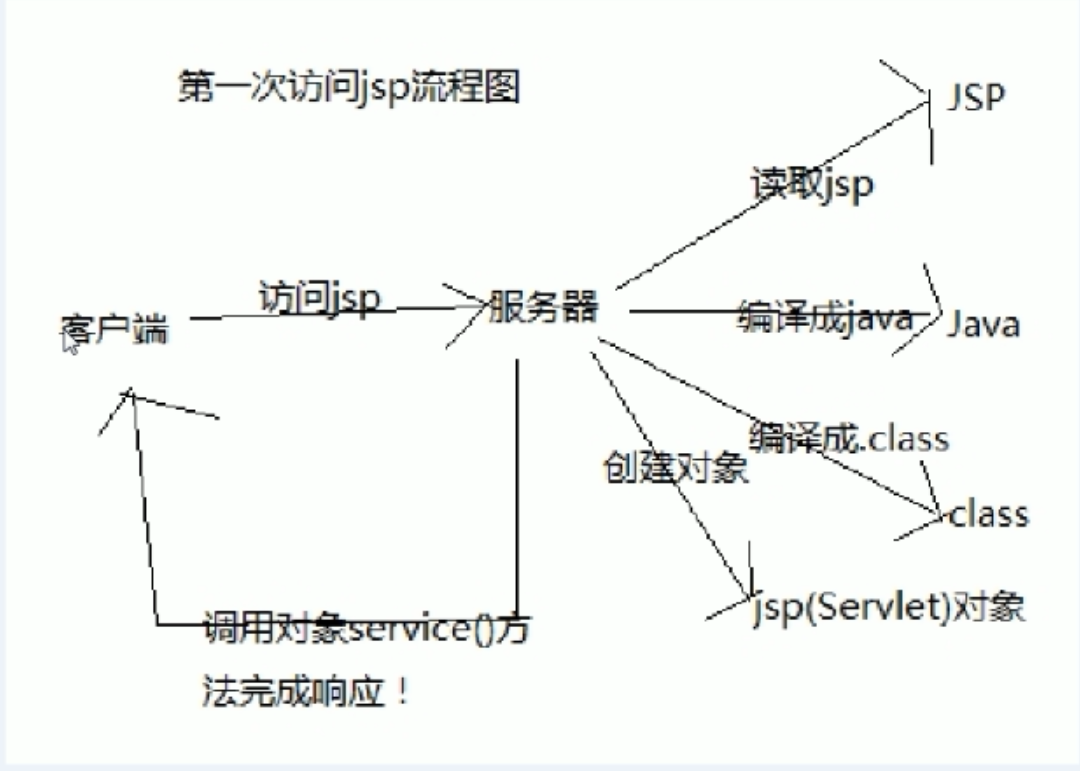 第一次访问jsp流程图
JSP
读取jsp
访问jsp
服务器
客户端
编译成java
Java
编译成.class
创建对象
class
jsp(Servlet)对象
调用对象service()方
法完成响应！